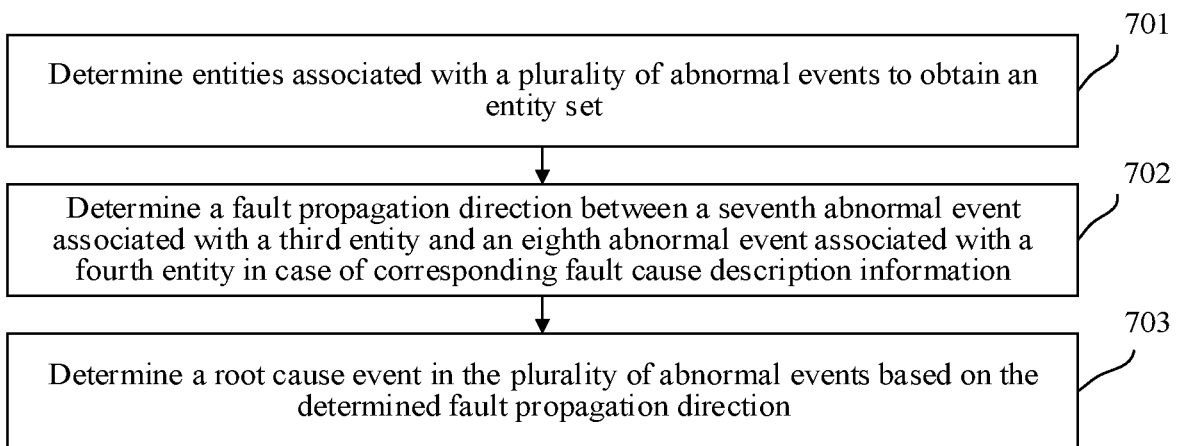 701
Determine entities associated with a plurality of abnormal events to obtain an
entity set
702
Determine a fault propagation direction between a seventh abnormal event
associated with a third entity and an eighth abnormal event associated with a
fourth entity in case of corresponding fault cause description information
703
Determine a root cause event in the plurality of abnormal events based on the
determined fault propagation direction